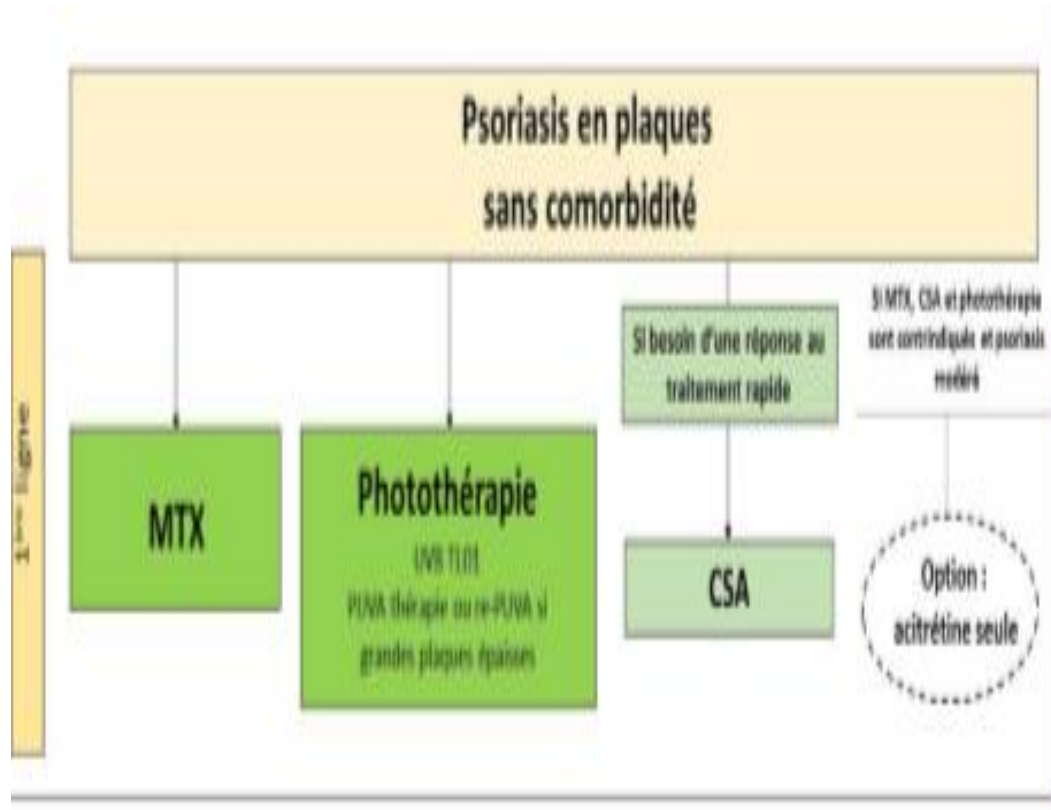 Psoriasis en plaques
sans comorbidité
1ère ligne
MTX
Photothérapie
UVB TL01
PUVA thérapie ou re-PUVA si
grandes plaques épaisses
Si besoin d'une réponse au
traitement rapide
CSA
Si MTX, CSA et photothérapie
sont contrindiqués et psoriasis
modéré
Option :
acitrétine seule